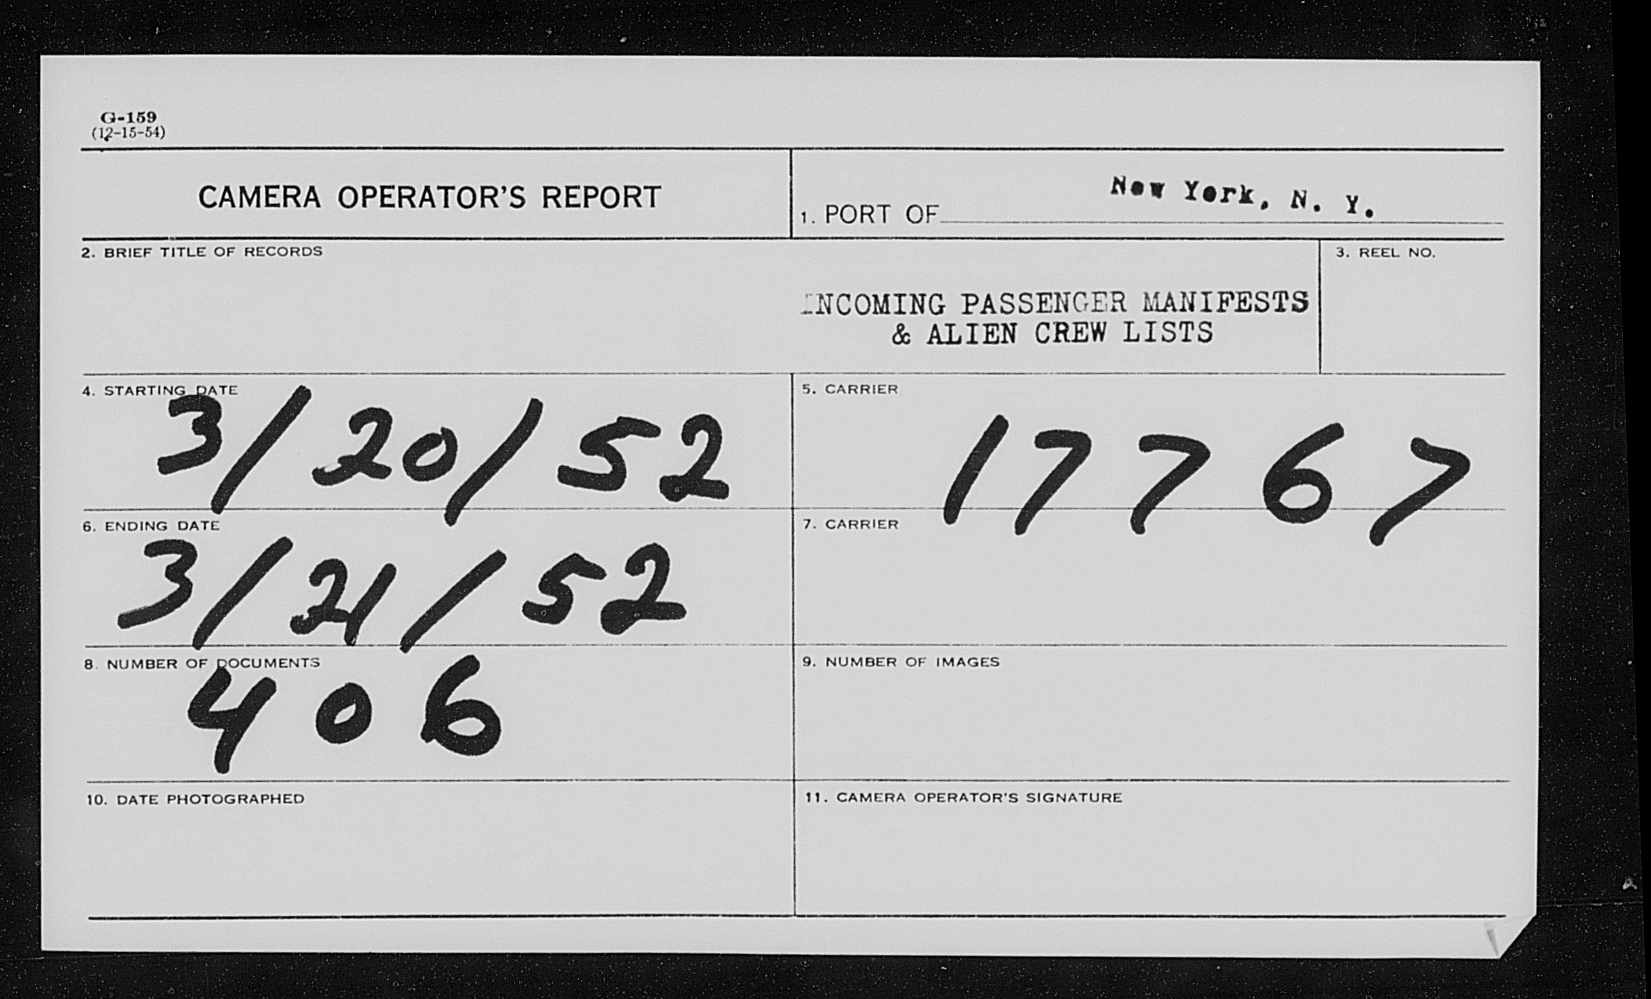 G-159
(12-15-54)
CAMERA OPERATOR'S REPORT
1. PORT OF New York, N. Y.
2. BRIEF TITLE OF RECORDS
INCOMING PASSENGER MANIFESTS
& ALIEN CREW LISTS
3. REEL NO.
4. STARTING DATE
3/20/52
5. CARRIER
17767
6. ENDING DATE
3/21/52
7. CARRIER
8. NUMBER OF DOCUMENTS
406
9. NUMBER OF IMAGES
10. DATE PHOTOGRAPHED
11. CAMERA OPERATOR'S SIGNATURE